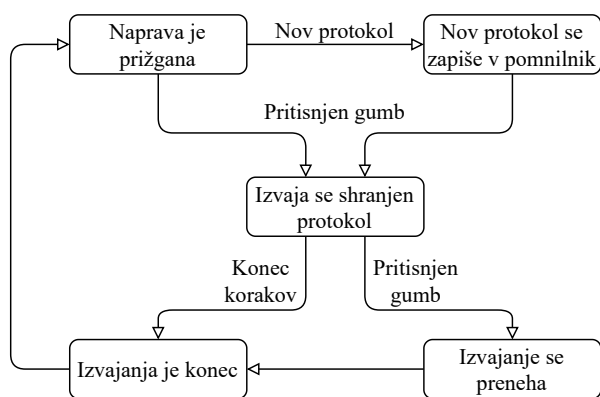 Naprava je
prižgana
Nov protokol
Nov protokol se
zapiše v pomnilnik
Pritisnjen gumb
Izvaja se shranjen
protokol
Konec
korakov
Pritisnjen
gumb
Izvajanja je konec
Izvajanje se
preneha